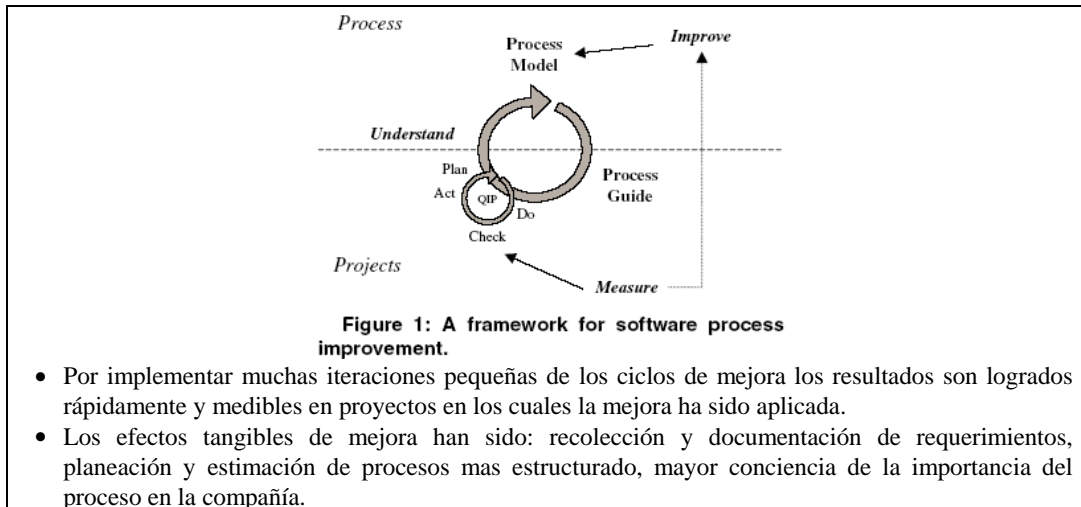 Process
Improve
Process
Model
Understand
Plan
Process
Guide
Act
QIP
Do
Check
Projects
Measure
Figure 1: A framework for software process
improvement.
• Por implementar muchas iteraciones pequeñas de los ciclos de mejora los resultados son logrados
rápidamente y medibles en proyectos en los cuales la mejora ha sido aplicada.
• Los efectos tangibles de mejora han sido: recolección y documentación de requerimientos,
planeación y estimación de procesos mas estructurado, mayor conciencia de la importancia del
proceso en la compañía.